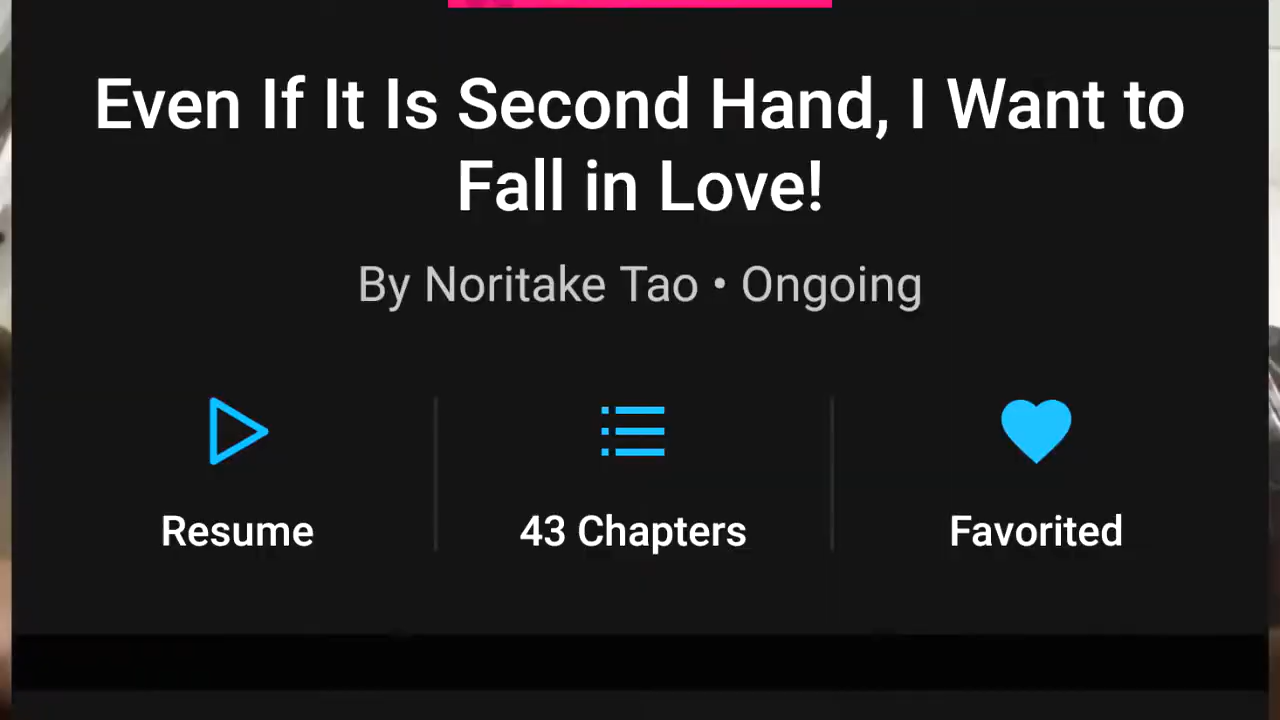 Even If It Is Second Hand, I Want to
Fall in Love!
By Noritake Tao • Ongoing
Resume
43 Chapters
Favorited